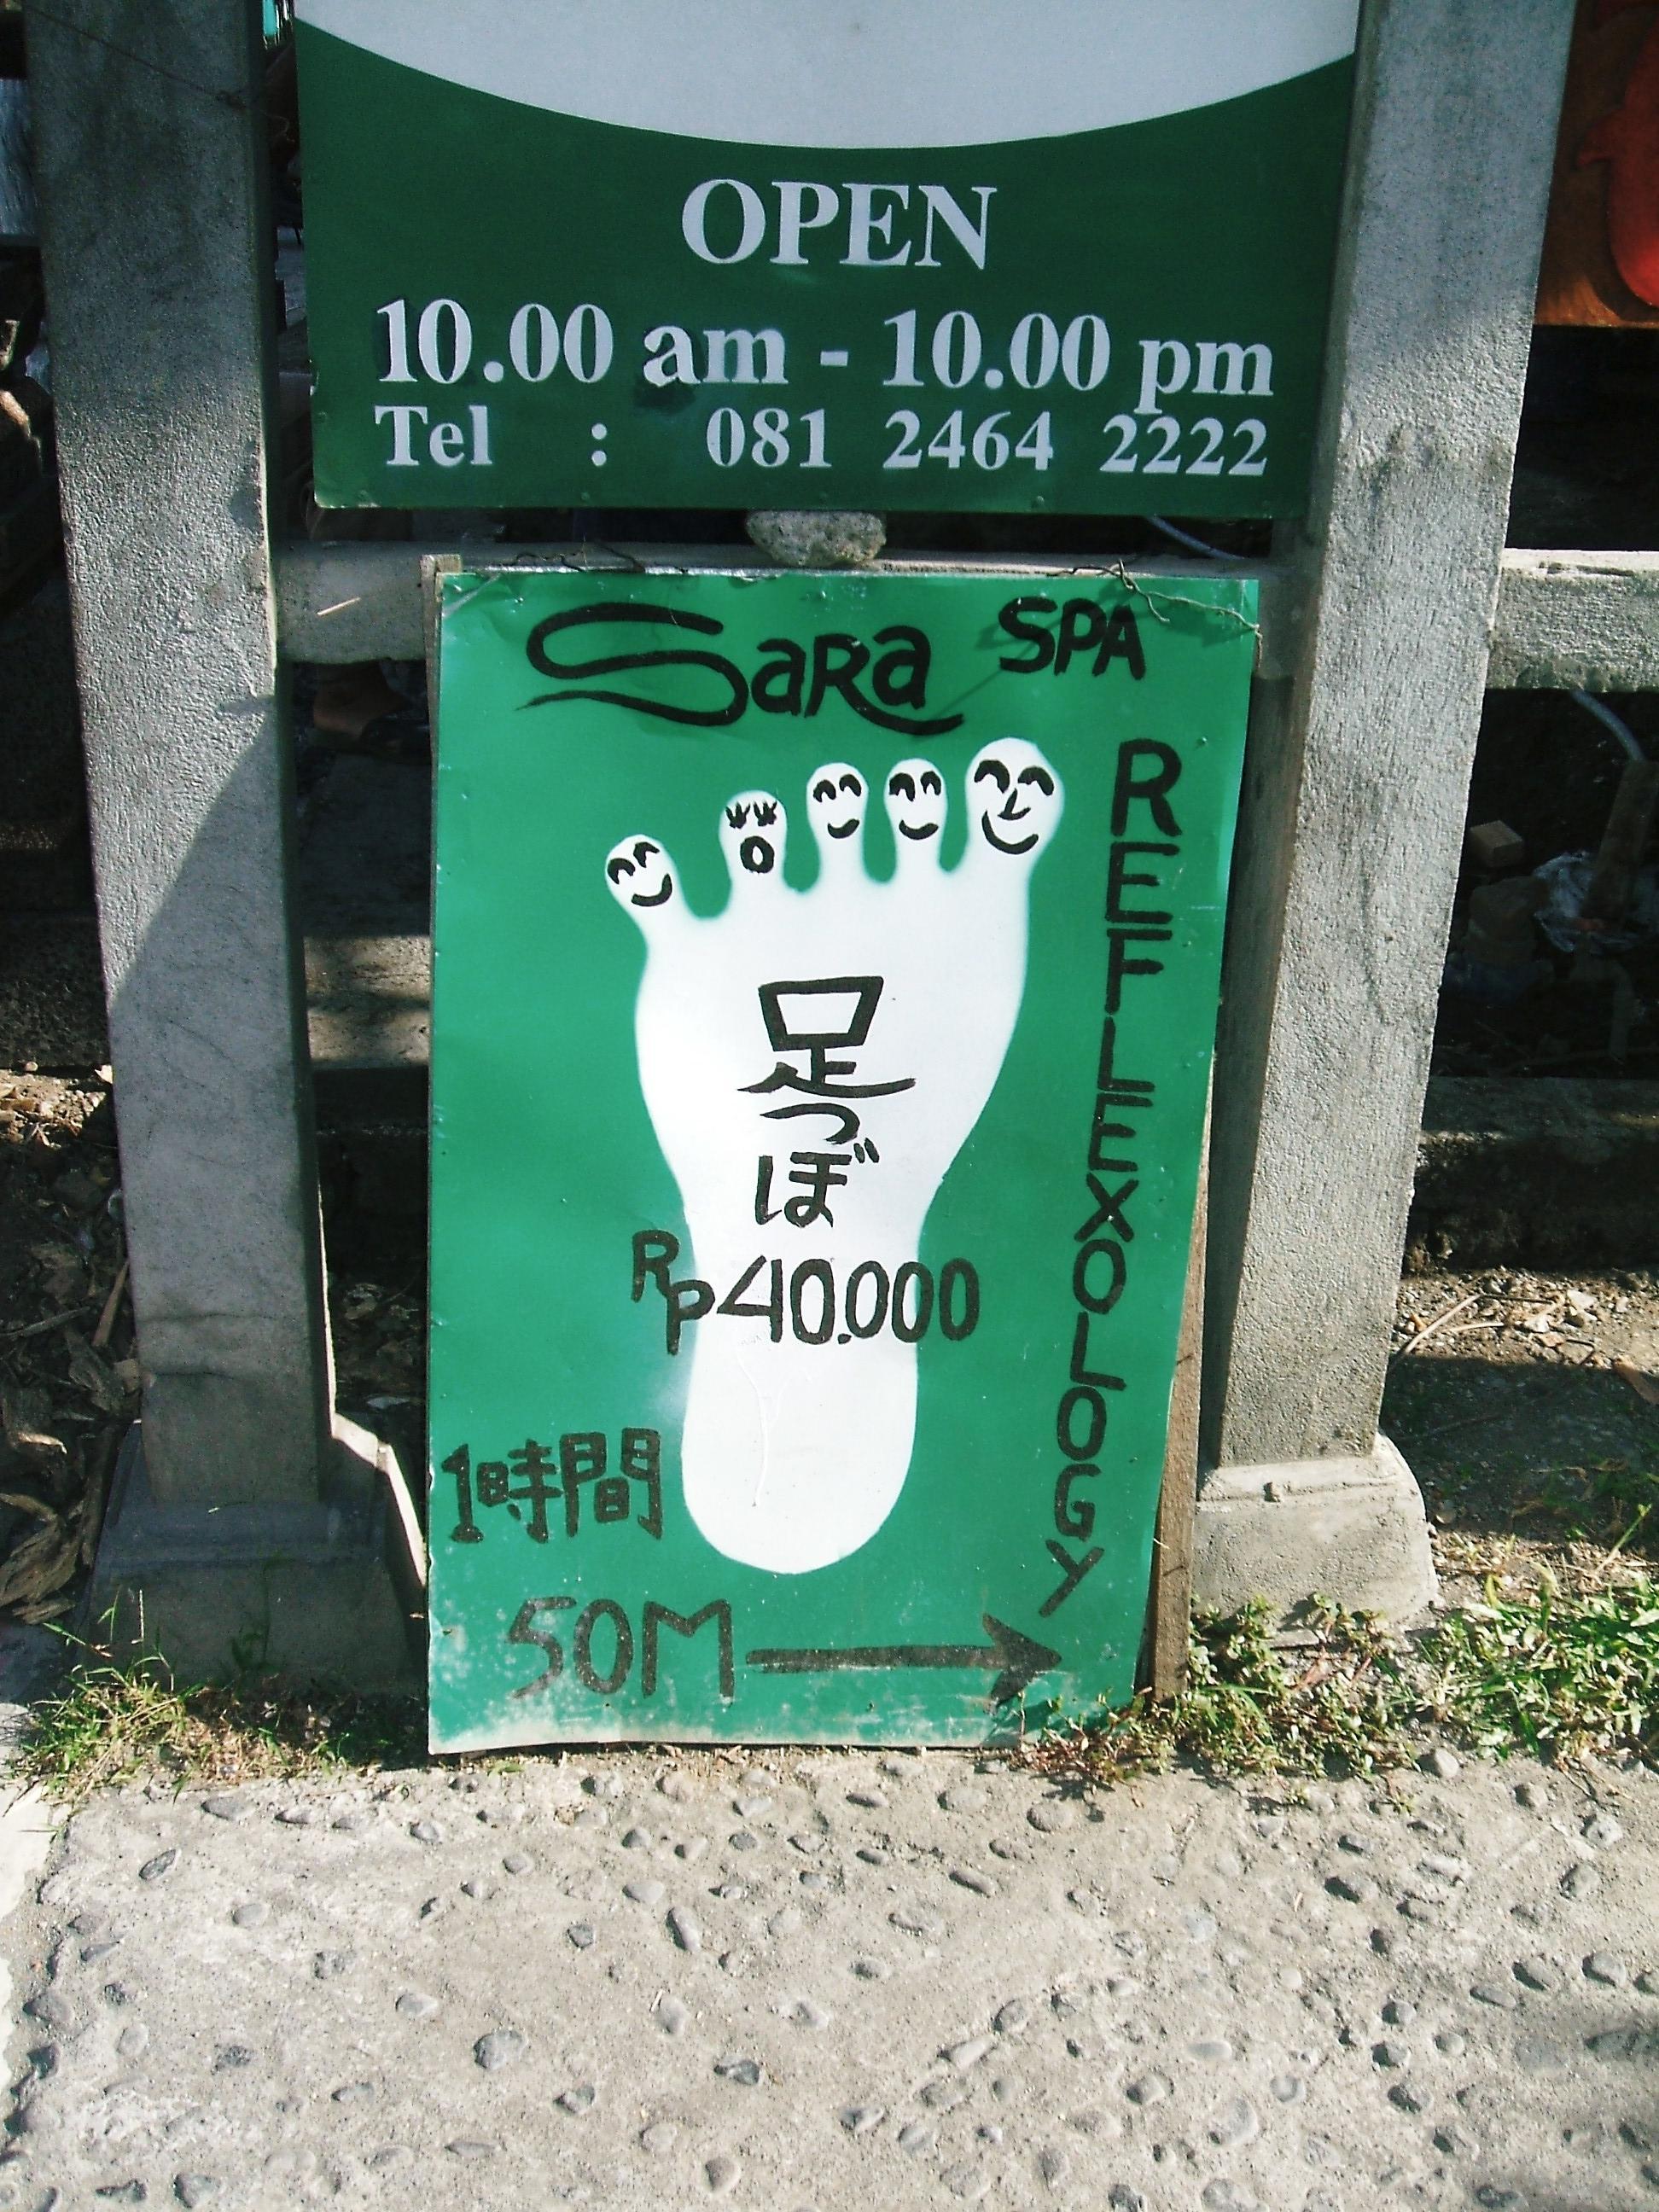 OPEN
10.00 am - 10.00 pm
Tel : 081 2464 2222
Sara SPA
REFLEXOLOGY
足
つ
ぼ
Rp40.000
1時間
50M